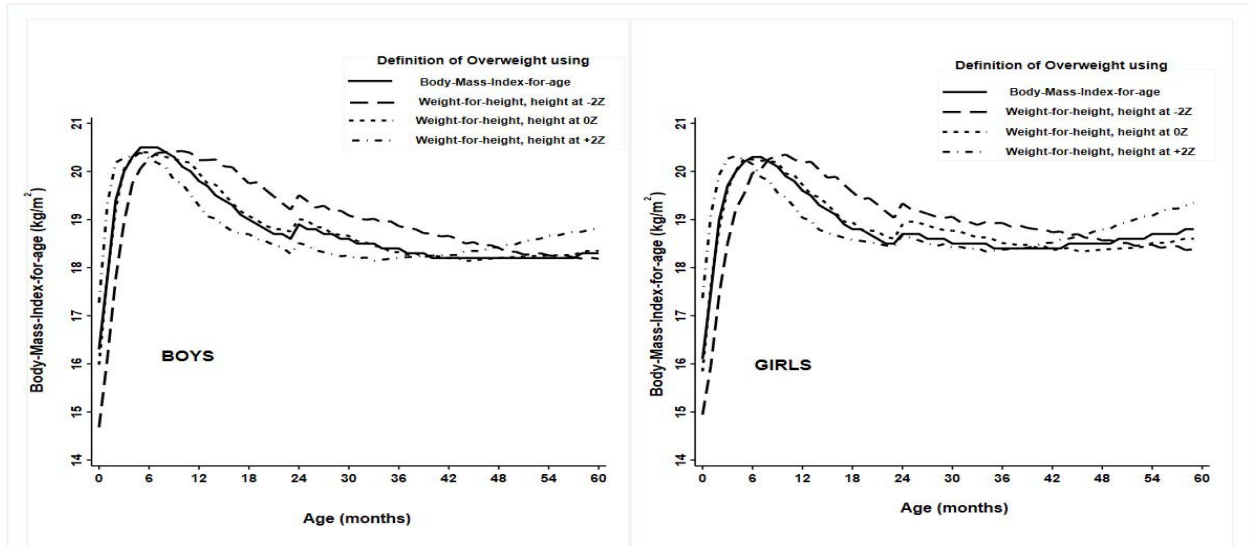 Definition of Overweight using
Body-Mass-Index-for-age
Weight-for-height, height at -2Z
Weight-for-height, height at 0Z
Weight-for-height, height at +2Z
Body-Mass-Index-for-age (kg/m²)
21
20
19
18
17
16
15
14
BOYS
0 6 12 18 24 30 36 42 48 54 60
Age (months)
Definition of Overweight using
Body-Mass-Index-for-age
Weight-for-height, height at -2Z
Weight-for-height, height at 0Z
Weight-for-height, height at +2Z
Body-Mass-Index-for-age (kg/m²)
21
20
19
18
17
16
15
14
GIRLS
0 6 12 18 24 30 36 42 48 54 60
Age (months)